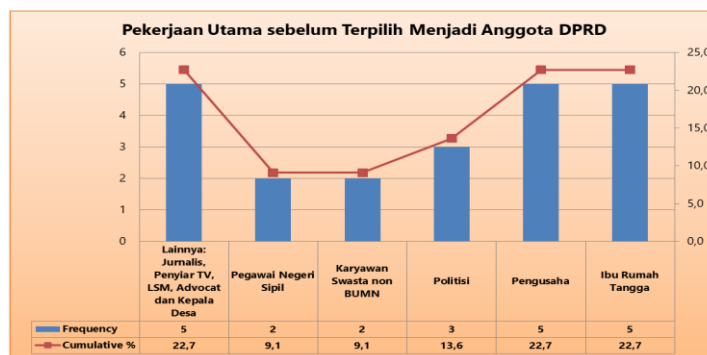 Pekerjaan Utama sebelum Terpilih Menjadi Anggota DPRD
6
5
4
3
2
1
0
25,0
20,0
15,0
10,0
5,0
0,0
Lainnya:
Jurnalis,
Penyiar TV,
LSM, Advocat
dan Kepala
Desa
Pegawai Negeri
Sipil
Karyawan
Swasta non
BUMN
Politisi
Pengusaha
Ibu Rumah
Tangga
Frequency 5 2 2 3 5 5
Cumulative % 22,7 9,1 9,1 13,6 22,7 22,7